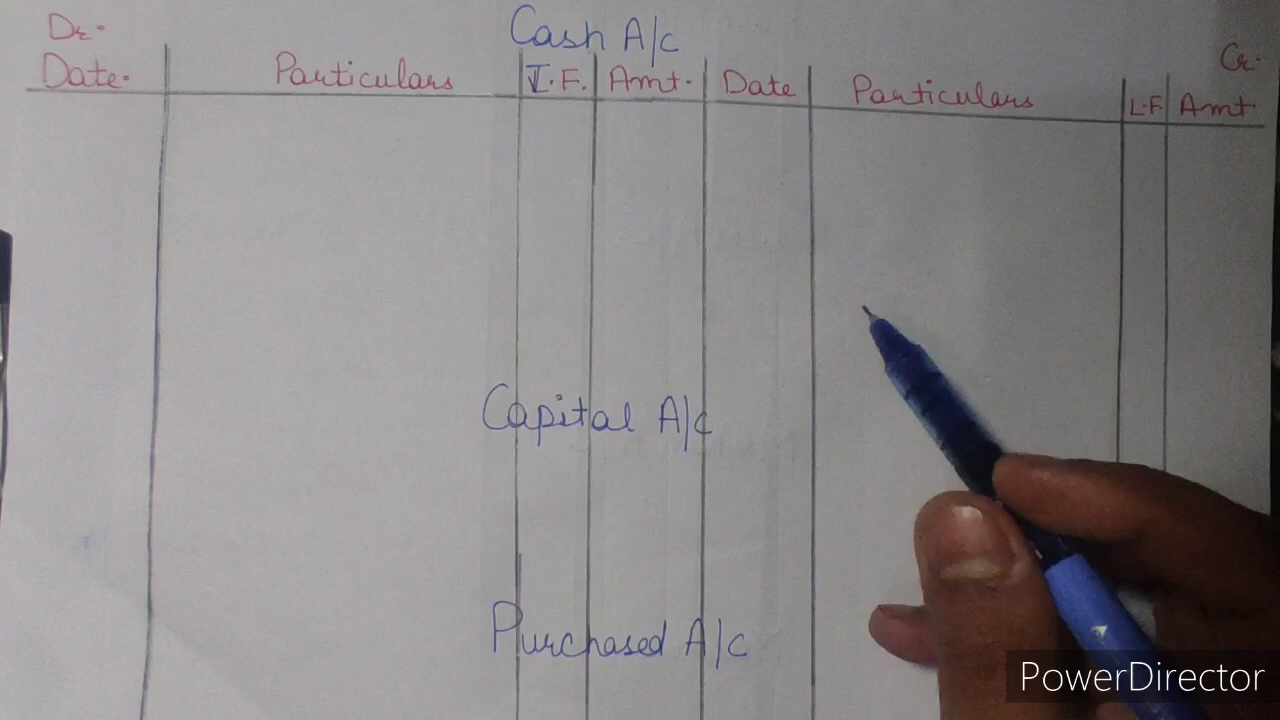 Dr.
Cash A/c
Cr.
Date. Particulars I.F. Amt. Date Particulars L.F. Amt.
Capital A/c
Purchased A/c
PowerDirector